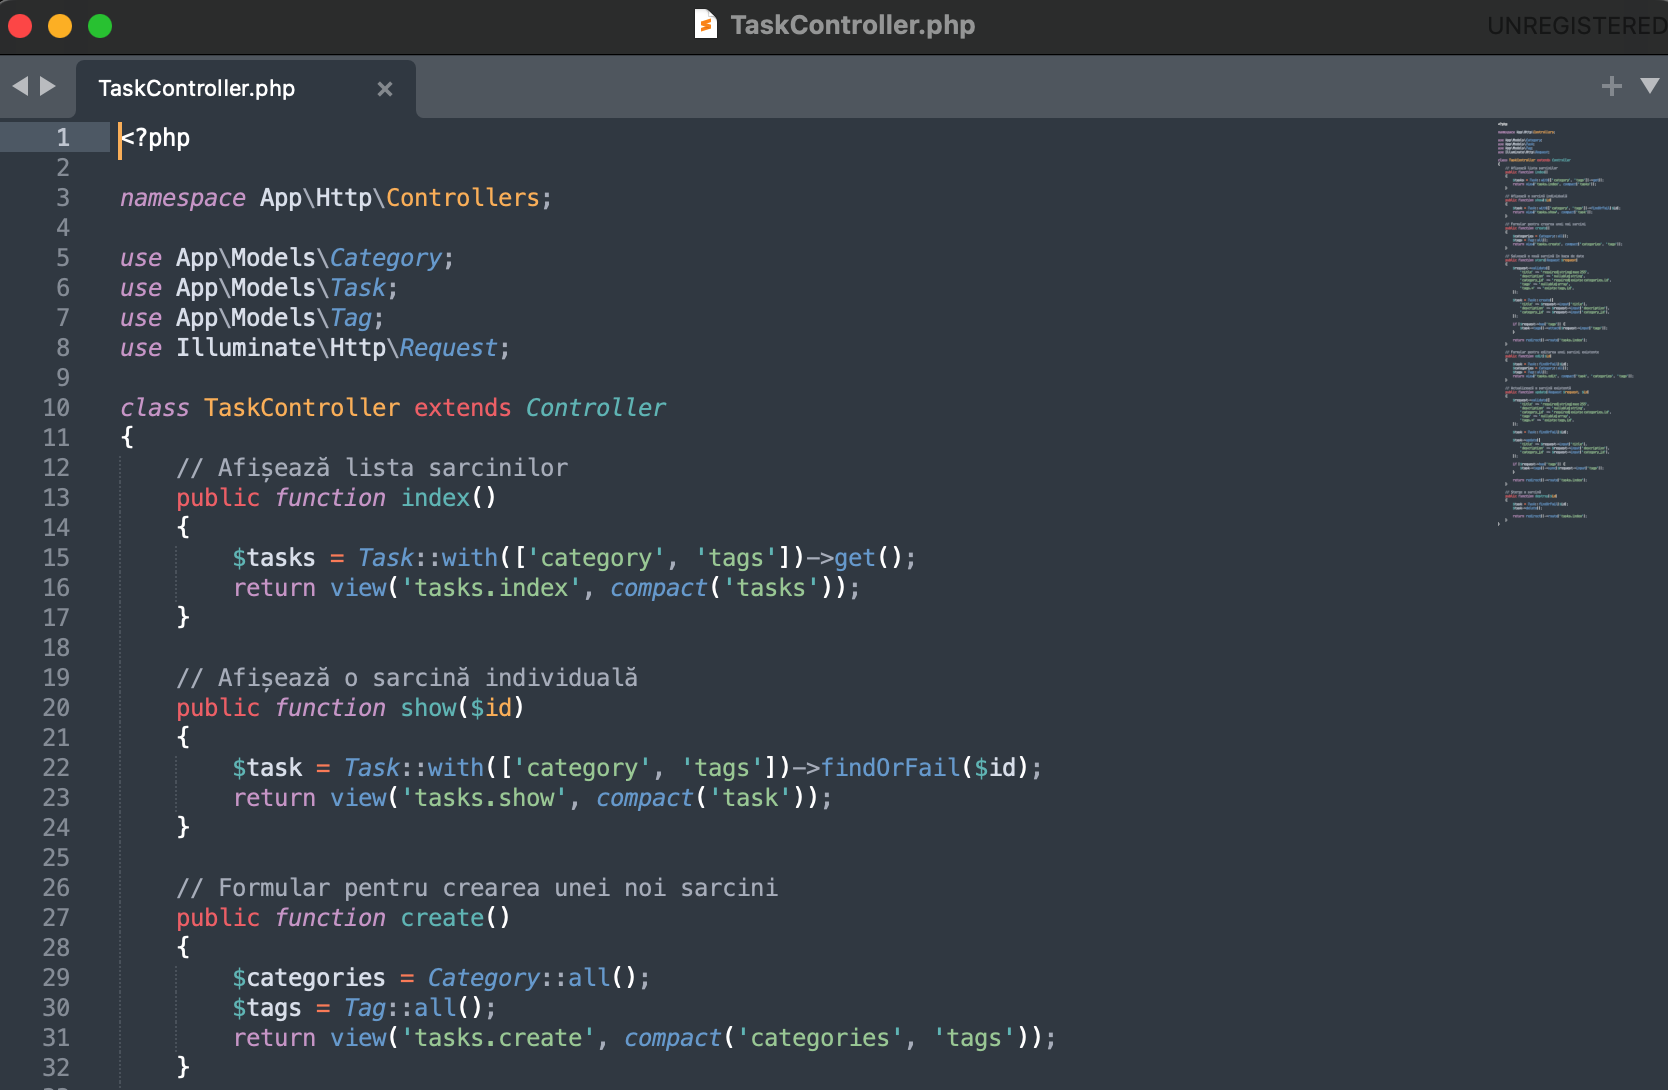 TaskController.php
UNREGISTERED
TaskController.php
1 <?php
2
3 namespace App\Http\Controllers;
4
5 use App\Models\Category;
6 use App\Models\Task;
7 use App\Models\Tag;
8 use Illuminate\Http\Request;
9
10 class TaskController extends Controller
11 {
12     // Afișează lista sarcinilor
13     public function index()
14     {
15         $tasks = Task::with(['category', 'tags'])->get();
16         return view('tasks.index', compact('tasks'));
17     }
18
19     // Afișează o sarcină individuală
20     public function show($id)
21     {
22         $task = Task::with(['category', 'tags'])->findOrFail($id);
23         return view('tasks.show', compact('task'));
24     }
25
26     // Formular pentru crearea unei noi sarcini
27     public function create()
28     {
29         $categories = Category::all();
30         $tags = Tag::all();
31         return view('tasks.create', compact('categories', 'tags'));
32     }